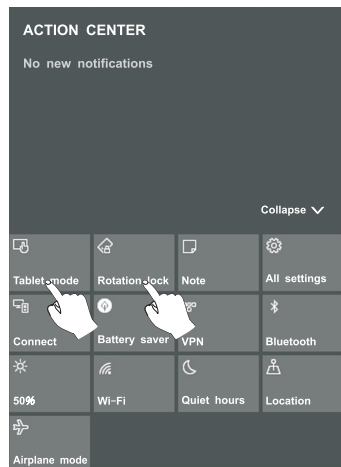 ACTION CENTER
No new notifications
Collapse
Tablet mode
Rotation lock
Note
All settings
Connect
Battery saver
VPN
Bluetooth
50%
Wi-Fi
Quiet hours
Location
Airplane mode